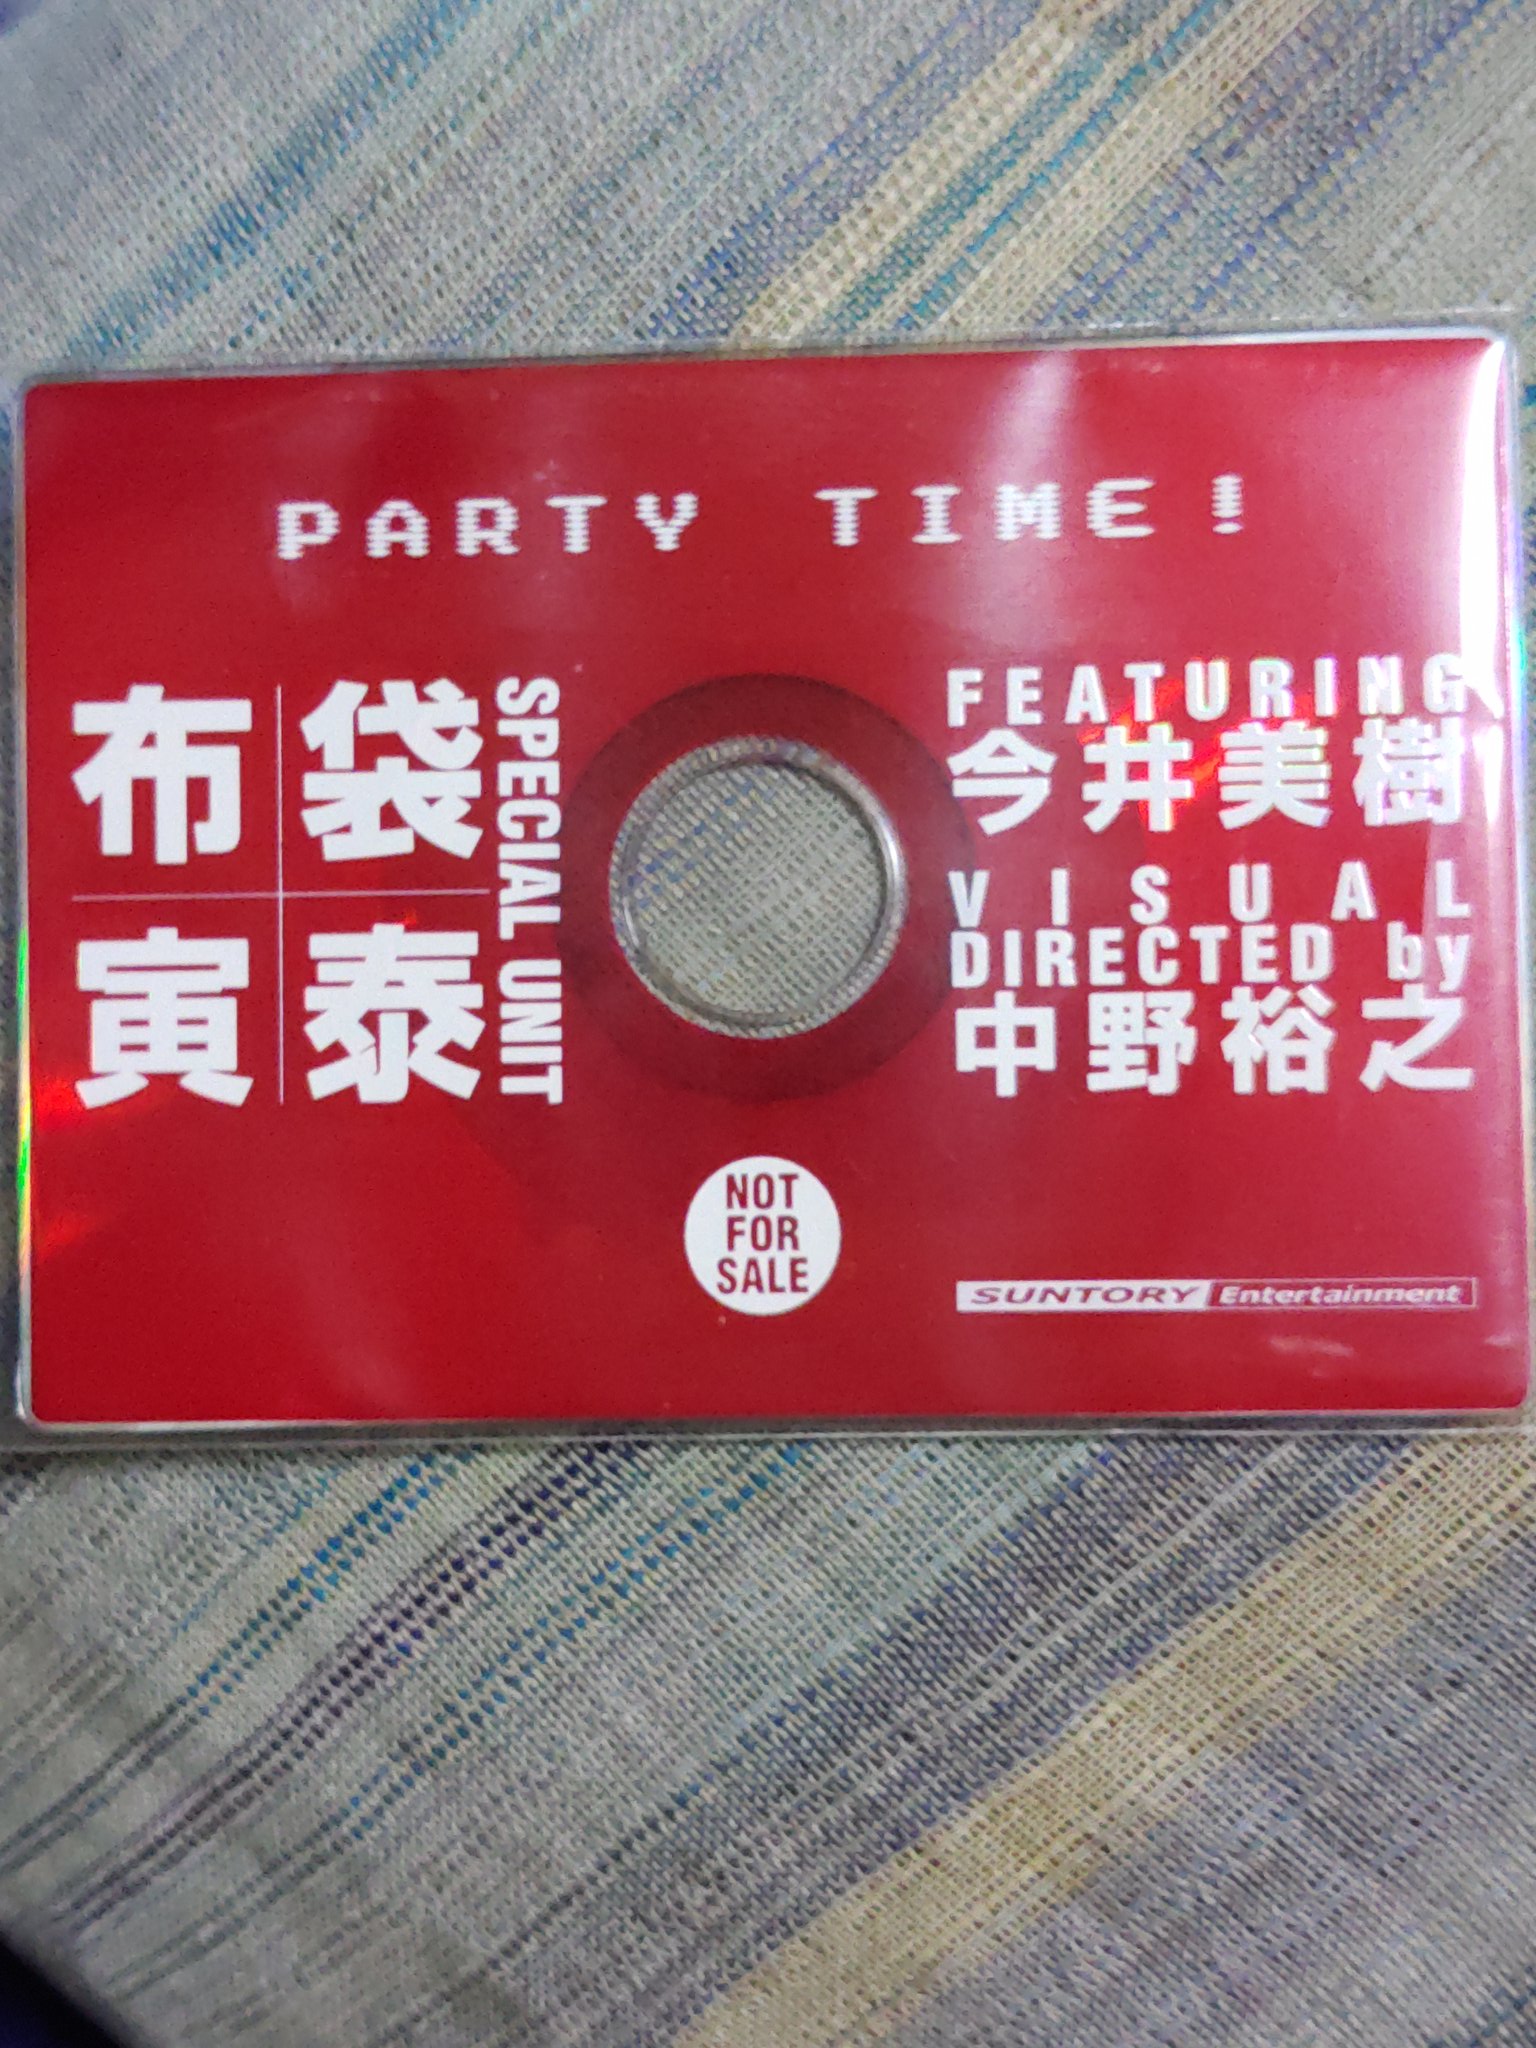 PARTY TIME!
布袋
寅泰
SPECIAL UNIT
FEATURING
今井美樹
VISUAL
DIRECTED by
中野裕之
NOT
FOR
SALE
SUNTORY Entertainment